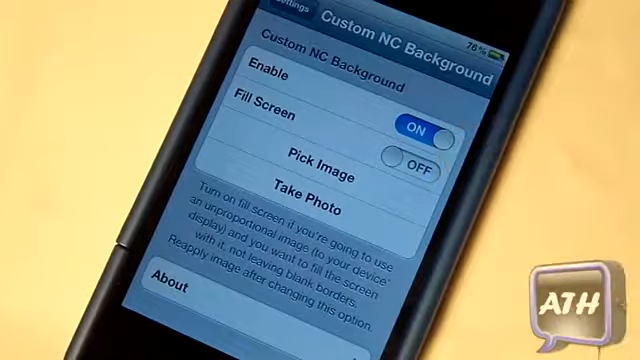 Settings
Custom NC Background
76%
Custom NC Background
Enable
ON
Fill Screen
OFF
Pick Image
Take Photo
Turn on fill screen if you're going to use
an unproportional image (to your device'
display) and you want to fill the screen
with it, not leaving blank borders.
Reapply image after changing this option.
About
ATH